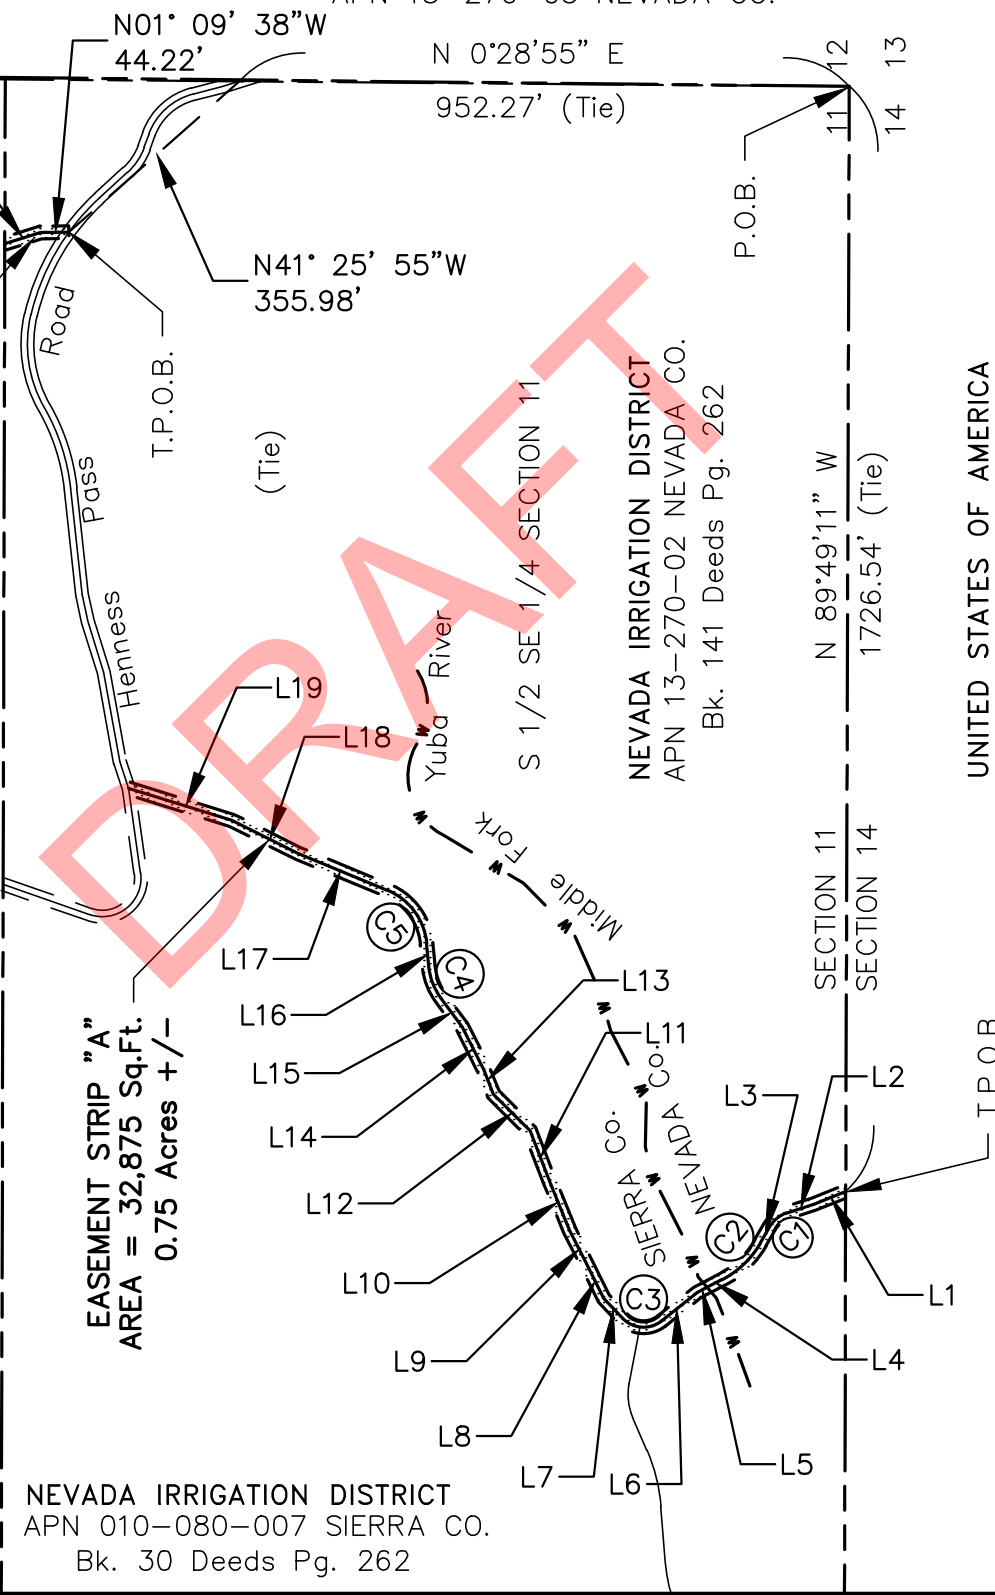 N01° 09' 38"W
44.22'
N 0°28'55" E
952.27' (Tie)
12
13
11
14
P.O.B.
N41° 25' 55"W
355.98'
(Tie)
T.P.O.B.
Road
Pass
Henness
S 1/2 SE 1/4 SECTION 11
NEVADA IRRIGATION DISTRICT
APN 13-270-02 NEVADA CO.
Bk. 141 Deeds Pg. 262
N 89°49'11" W
1726.54' (Tie)
UNITED STATES OF AMERICA
DRAFT
Yuba River
Middle Fork
W
W
W
W
W
W
W
W
W
SECTION 11
SECTION 14
L19
L18
C5
L17
C4
L16
L13
L15
L11
L14
L12
L10
L9
L8
L7
L6
L5
L4
L3
L2
L1
C3
C2
C1
SIERRA Co.
NEVADA Co.
T.P.O.B.
EASEMENT STRIP "A"
AREA = 32,875 Sq.Ft.
0.75 Acres +/-
NEVADA IRRIGATION DISTRICT
APN 010-080-007 SIERRA CO.
Bk. 30 Deeds Pg. 262